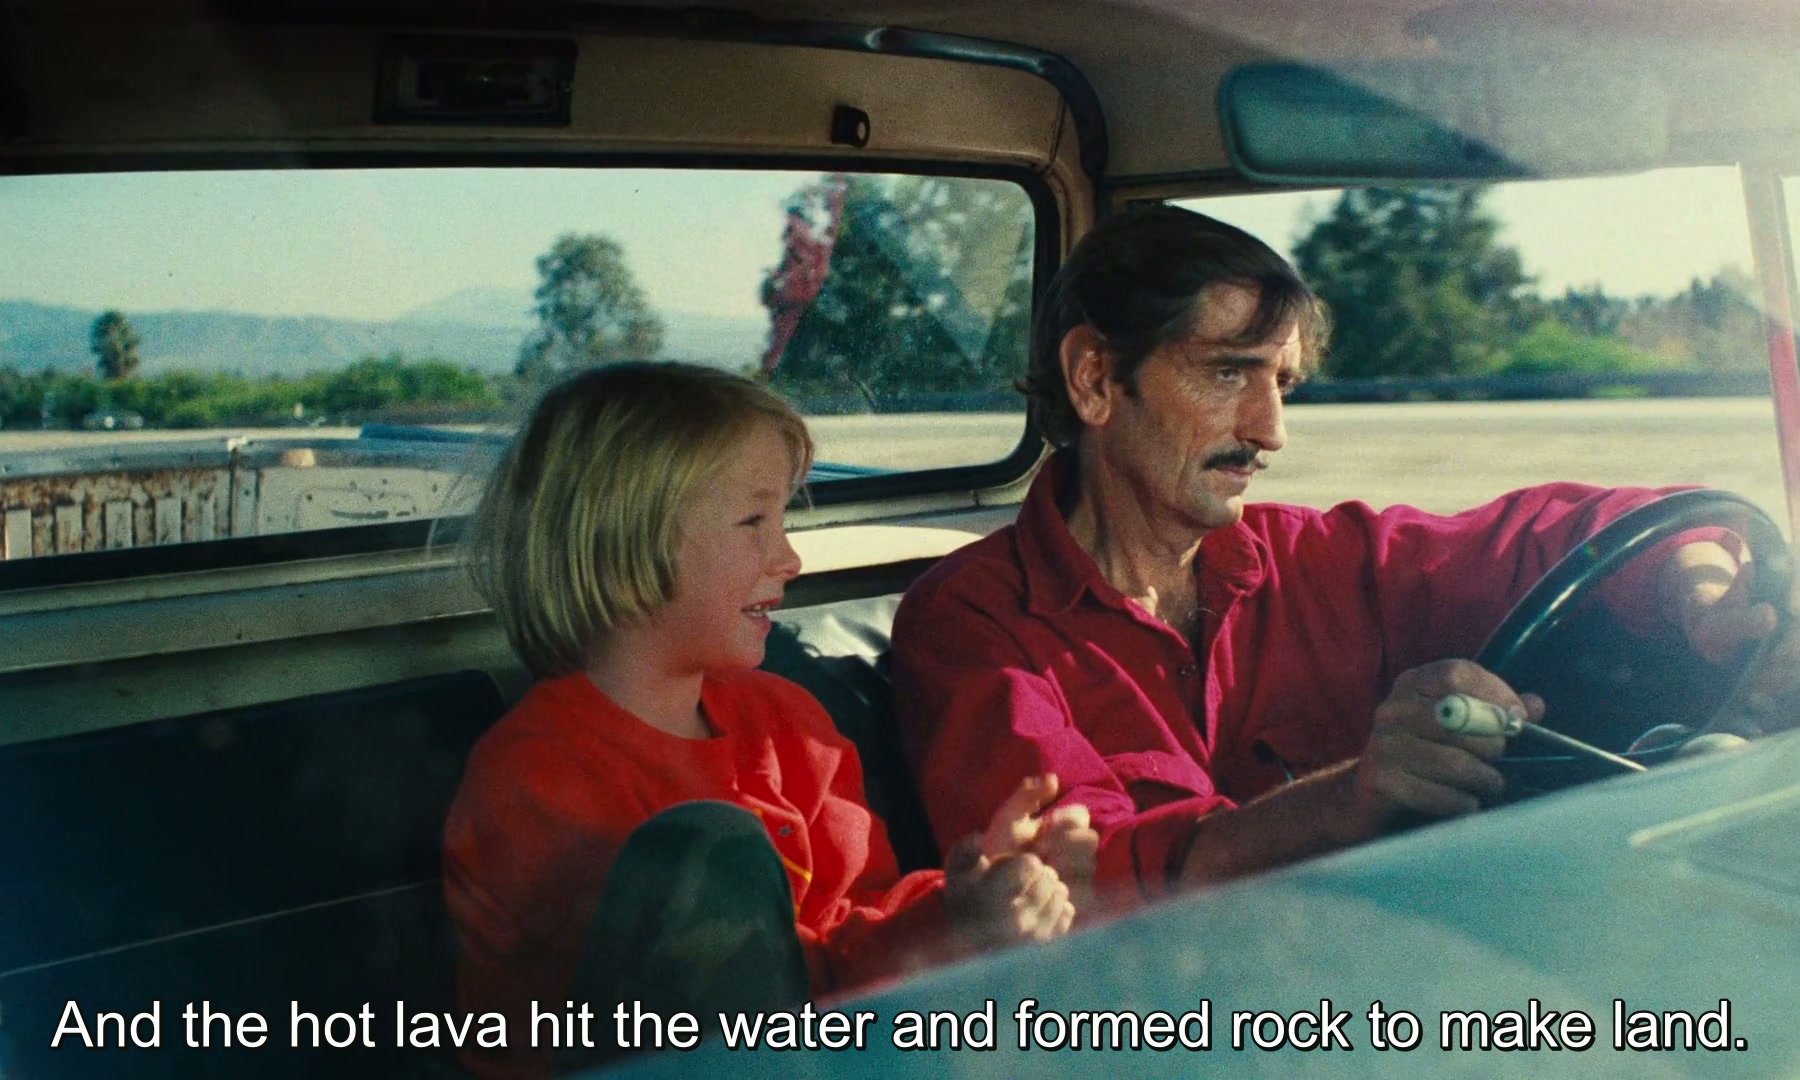 And the hot lava hit the water and formed rock to make land.